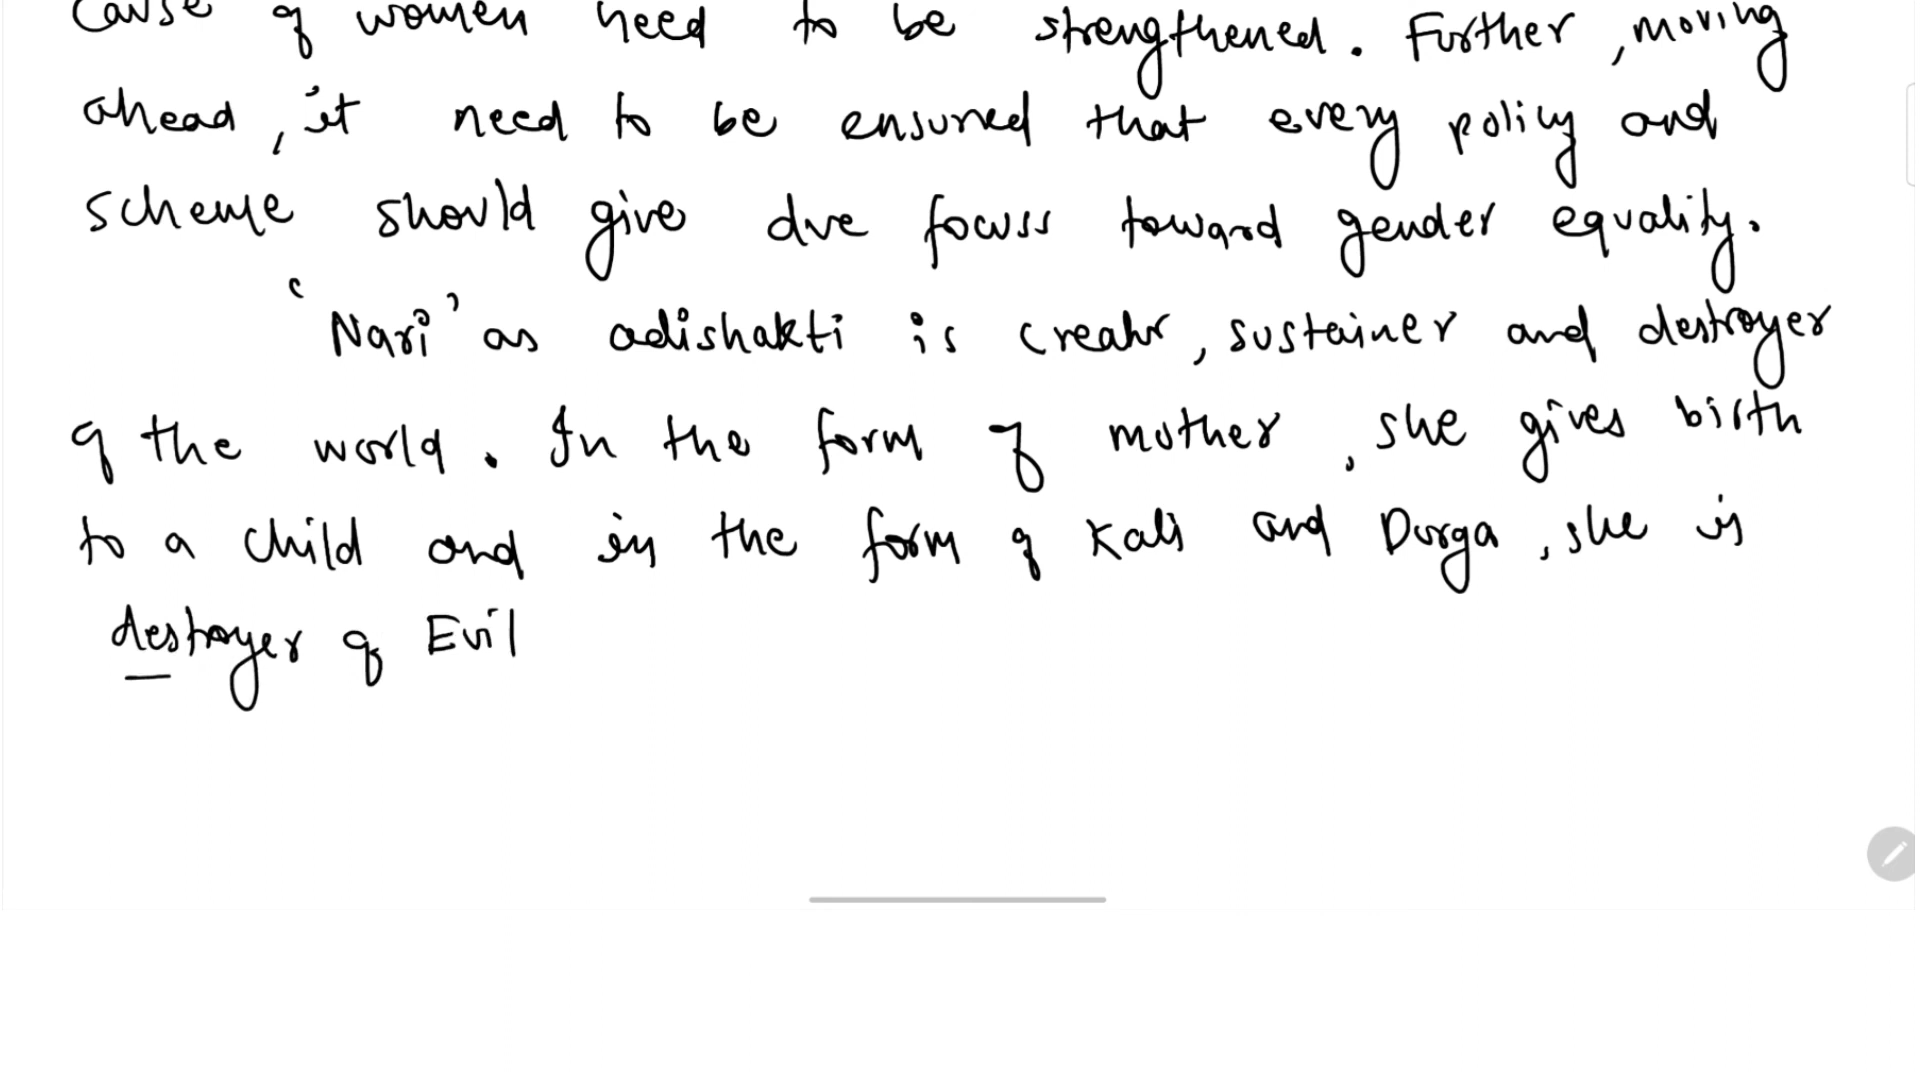 cause of women need to be strengthened. Further, moving
ahead, it need to be ensured that every policy and
scheme should give due focuss toward gender equality.
'Nari' as adishakti is creator, sustainer and destroyer
of the world. In the form of mother, she gives birth
to a child and in the form of Kali and Durga, she is
destroyer of Evil